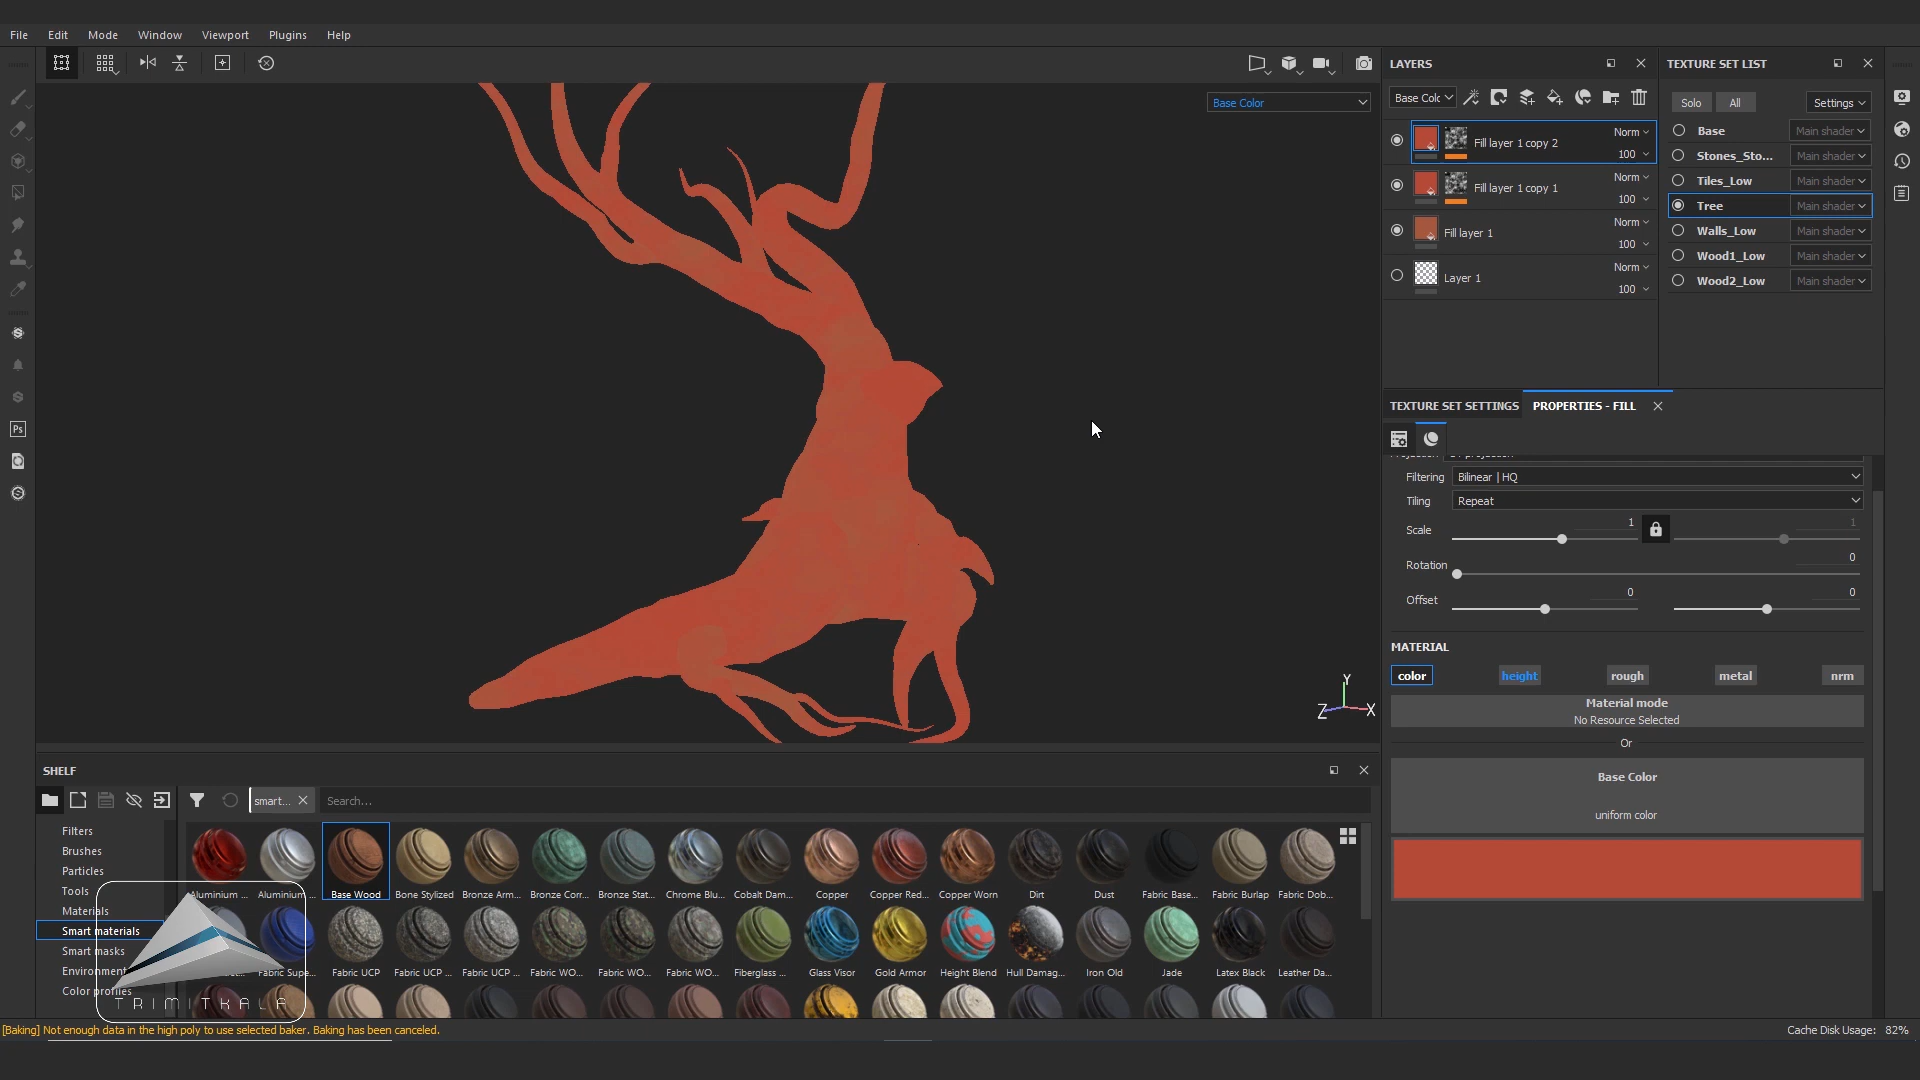 File Edit Mode Window Viewport Plugins Help
Base Color
LAYERS
Base Colc
Fill layer 1 copy 2 Norm 100
Fill layer 1 copy 1 Norm 100
Fill layer 1 Norm 100
Layer 1 Norm 100
TEXTURE SET LIST
Solo All Settings
Base Main shader
Stones_Sto... Main shader
Tiles_Low Main shader
Tree Main shader
Walls_Low Main shader
Wood1_Low Main shader
Wood2_Low Main shader
TEXTURE SET SETTINGS PROPERTIES - FILL
Filtering Bilinear | HQ
Tiling Repeat
Scale 1 1
Rotation 0
Offset 0 0
MATERIAL
color height rough metal nrm
Material mode
No Resource Selected
Or
Base Color
uniform color
Y
Z X
Ps
SHELF
smart... Search...
Filters
Brushes
Particles
Tools
Materials
Smart materials
Smart masks
Environment
Color profiles
Aluminium ... Aluminium ... Base Wood Bone Stylized Bronze Arm... Bronze Corr... Bronze Stat... Chrome Blu... Cobalt Dam... Copper Copper Red... Copper Worn Dirt Dust Fabric Base... Fabric Burlap Fabric Dob...
Fabric Supe... Fabric UCP Fabric UCP ... Fabric UCP ... Fabric WO... Fabric WO... Fabric WO... Fiberglass ... Glass Visor Gold Armor Height Blend Hull Damag... Iron Old Jade Latex Black Leather Da...
TRIMITKALA
[Baking] Not enough data in the high poly to use selected baker. Baking has been canceled.
Cache Disk Usage: 82%